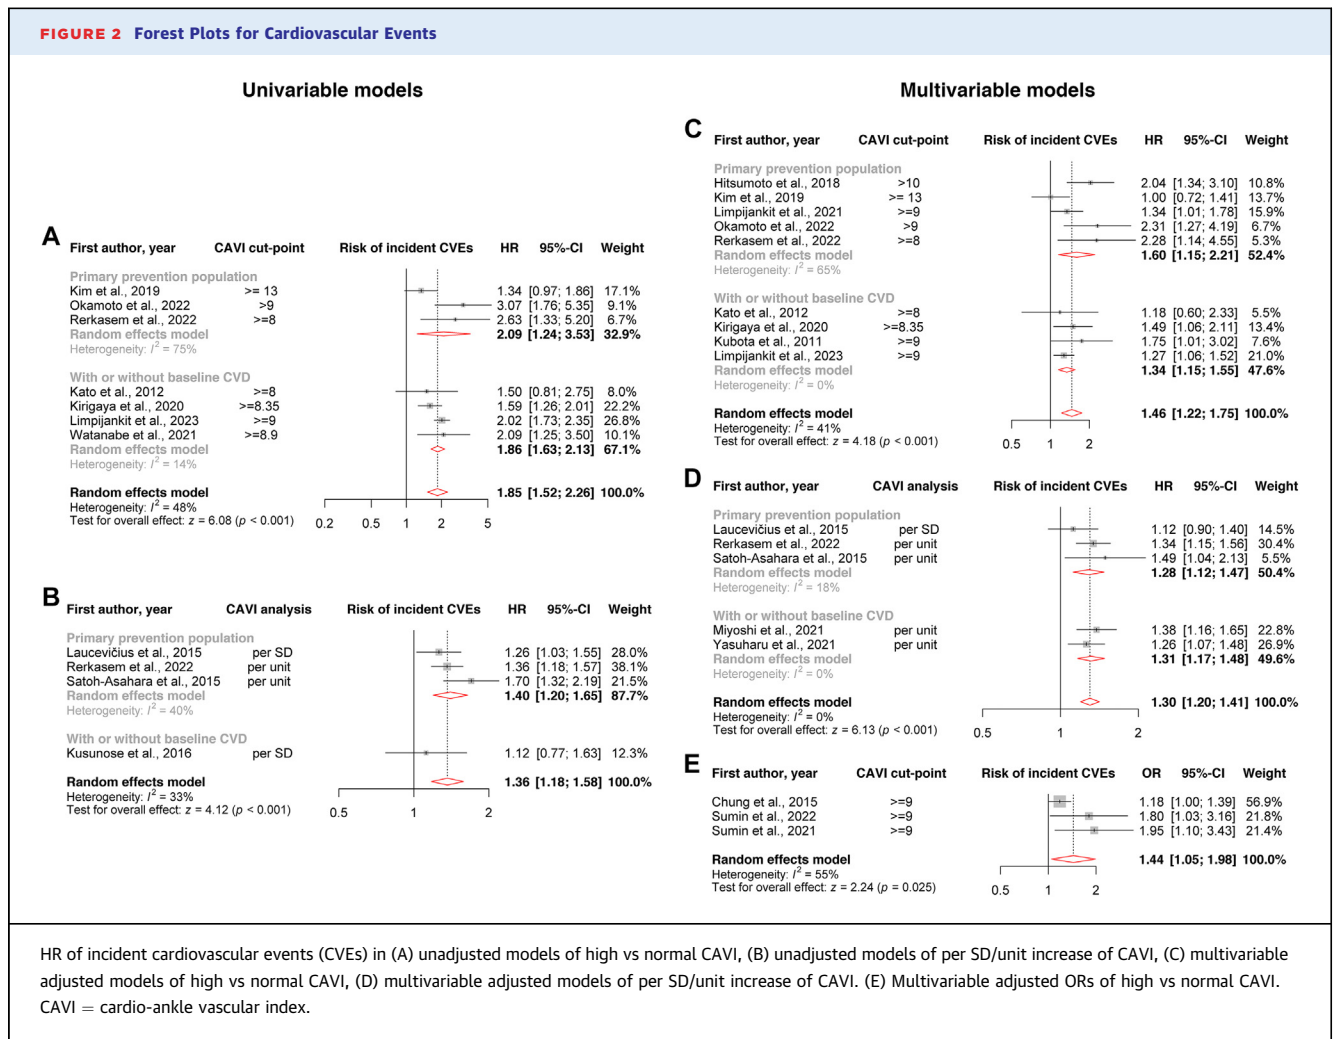 FIGURE 2 Forest Plots for Cardiovascular Events
Univariable models
A
First author, year CAVI cut-point Risk of incident CVEs HR 95%-CI Weight
Primary prevention population
Kim et al., 2019 >= 13 1.34 [0.97; 1.86] 17.1%
Okamoto et al., 2022 >9 3.07 [1.76; 5.35] 9.1%
Rerkasem et al., 2022 >=8 2.63 [1.33; 5.20] 6.7%
Random effects model 2.09 [1.24; 3.53] 32.9%
Heterogeneity: I² = 75%
With or without baseline CVD
Kato et al., 2012 >=8 1.50 [0.81; 2.75] 8.0%
Kirigaya et al., 2020 >=8.35 1.59 [1.26; 2.01] 22.2%
Limpijankit et al., 2023 >=9 2.02 [1.73; 2.35] 26.8%
Watanabe et al., 2021 >=8.9 2.09 [1.25; 3.50] 10.1%
Random effects model 1.86 [1.63; 2.13] 67.1%
Heterogeneity: I² = 14%
Random effects model 1.85 [1.52; 2.26] 100.0%
Heterogeneity: I² = 48%
Test for overall effect: z = 6.08 (p < 0.001)
0.2 0.5 1 2 5
B
First author, year CAVI analysis Risk of incident CVEs HR 95%-CI Weight
Primary prevention population
Laucevičius et al., 2015 per SD 1.26 [1.03; 1.55] 28.0%
Rerkasem et al., 2022 per unit 1.36 [1.18; 1.57] 38.1%
Satoh-Asahara et al., 2015 per unit 1.70 [1.32; 2.19] 21.5%
Random effects model 1.40 [1.20; 1.65] 87.7%
Heterogeneity: I² = 40%
With or without baseline CVD
Kusunose et al., 2016 per SD 1.12 [0.77; 1.63] 12.3%
Random effects model 1.36 [1.18; 1.58] 100.0%
Heterogeneity: I² = 33%
Test for overall effect: z = 4.12 (p < 0.001)
0.5 1 2
Multivariable models
C
First author, year CAVI cut-point Risk of incident CVEs HR 95%-CI Weight
Primary prevention population
Hitsumoto et al., 2018 >10 2.04 [1.34; 3.10] 10.8%
Kim et al., 2019 >= 13 1.00 [0.72; 1.41] 13.7%
Limpijankit et al., 2021 >=9 1.34 [1.01; 1.78] 15.9%
Okamoto et al., 2022 >9 2.31 [1.27; 4.19] 6.7%
Rerkasem et al., 2022 >=8 2.28 [1.14; 4.55] 5.3%
Random effects model 1.60 [1.15; 2.21] 52.4%
Heterogeneity: I² = 65%
With or without baseline CVD
Kato et al., 2012 >=8 1.18 [0.60; 2.33] 5.5%
Kirigaya et al., 2020 >=8.35 1.49 [1.06; 2.11] 13.4%
Kubota et al., 2011 >=9 1.75 [1.01; 3.02] 7.6%
Limpijankit et al., 2023 >=9 1.27 [1.06; 1.52] 21.0%
Random effects model 1.34 [1.15; 1.55] 47.6%
Heterogeneity: I² = 0%
Random effects model 1.46 [1.22; 1.75] 100.0%
Heterogeneity: I² = 41%
Test for overall effect: z = 4.18 (p < 0.001)
0.5 1 2
D
First author, year CAVI analysis Risk of incident CVEs HR 95%-CI Weight
Primary prevention population
Laucevičius et al., 2015 per SD 1.12 [0.90; 1.40] 14.5%
Rerkasem et al., 2022 per unit 1.34 [1.15; 1.56] 30.4%
Satoh-Asahara et al., 2015 per unit 1.49 [1.04; 2.13] 5.5%
Random effects model 1.28 [1.12; 1.47] 50.4%
Heterogeneity: I² = 18%
With or without baseline CVD
Miyoshi et al., 2021 per unit 1.38 [1.16; 1.65] 22.8%
Yasuharu et al., 2021 per unit 1.26 [1.07; 1.48] 26.9%
Random effects model 1.31 [1.17; 1.48] 49.6%
Heterogeneity: I² = 0%
Random effects model 1.30 [1.20; 1.41] 100.0%
Heterogeneity: I² = 0%
Test for overall effect: z = 6.13 (p < 0.001)
0.5 1 2
E
First author, year CAVI cut-point Risk of incident CVEs OR 95%-CI Weight
Chung et al., 2015 >=9 1.18 [1.00; 1.39] 56.9%
Sumin et al., 2022 >=9 1.80 [1.03; 3.16] 21.8%
Sumin et al., 2021 >=9 1.95 [1.10; 3.43] 21.4%
Random effects model 1.44 [1.05; 1.98] 100.0%
Heterogeneity: I² = 55%
Test for overall effect: z = 2.24 (p = 0.025)
0.5 1 2
HR of incident cardiovascular events (CVEs) in (A) unadjusted models of high vs normal CAVI, (B) unadjusted models of per SD/unit increase of CAVI, (C) multivariable
adjusted models of high vs normal CAVI, (D) multivariable adjusted models of per SD/unit increase of CAVI. (E) Multivariable adjusted ORs of high vs normal CAVI.
CAVI = cardio-ankle vascular index.